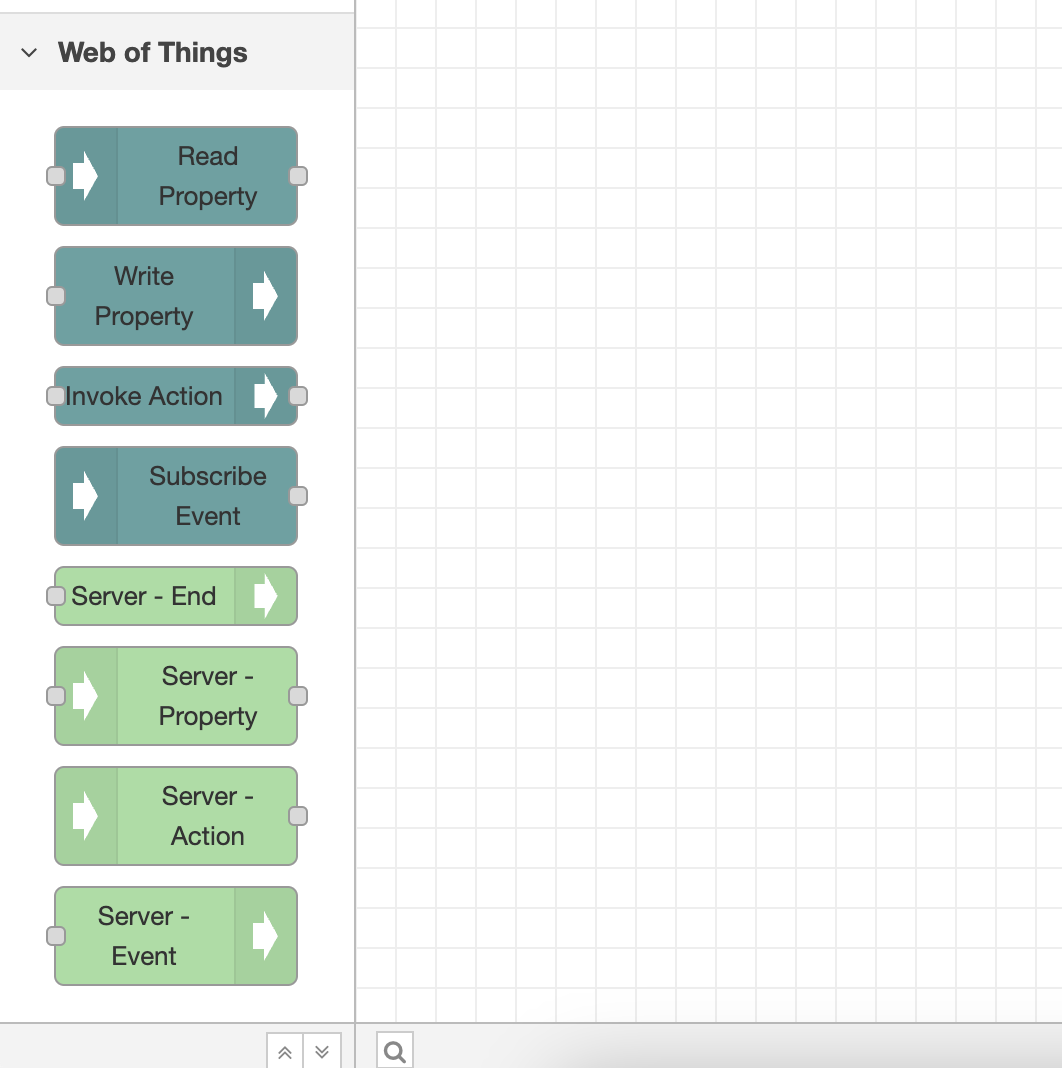 Web of Things
Read
Property
Write
Property
Invoke Action
Subscribe
Event
Server - End
Server -
Property
Server -
Action
Server -
Event